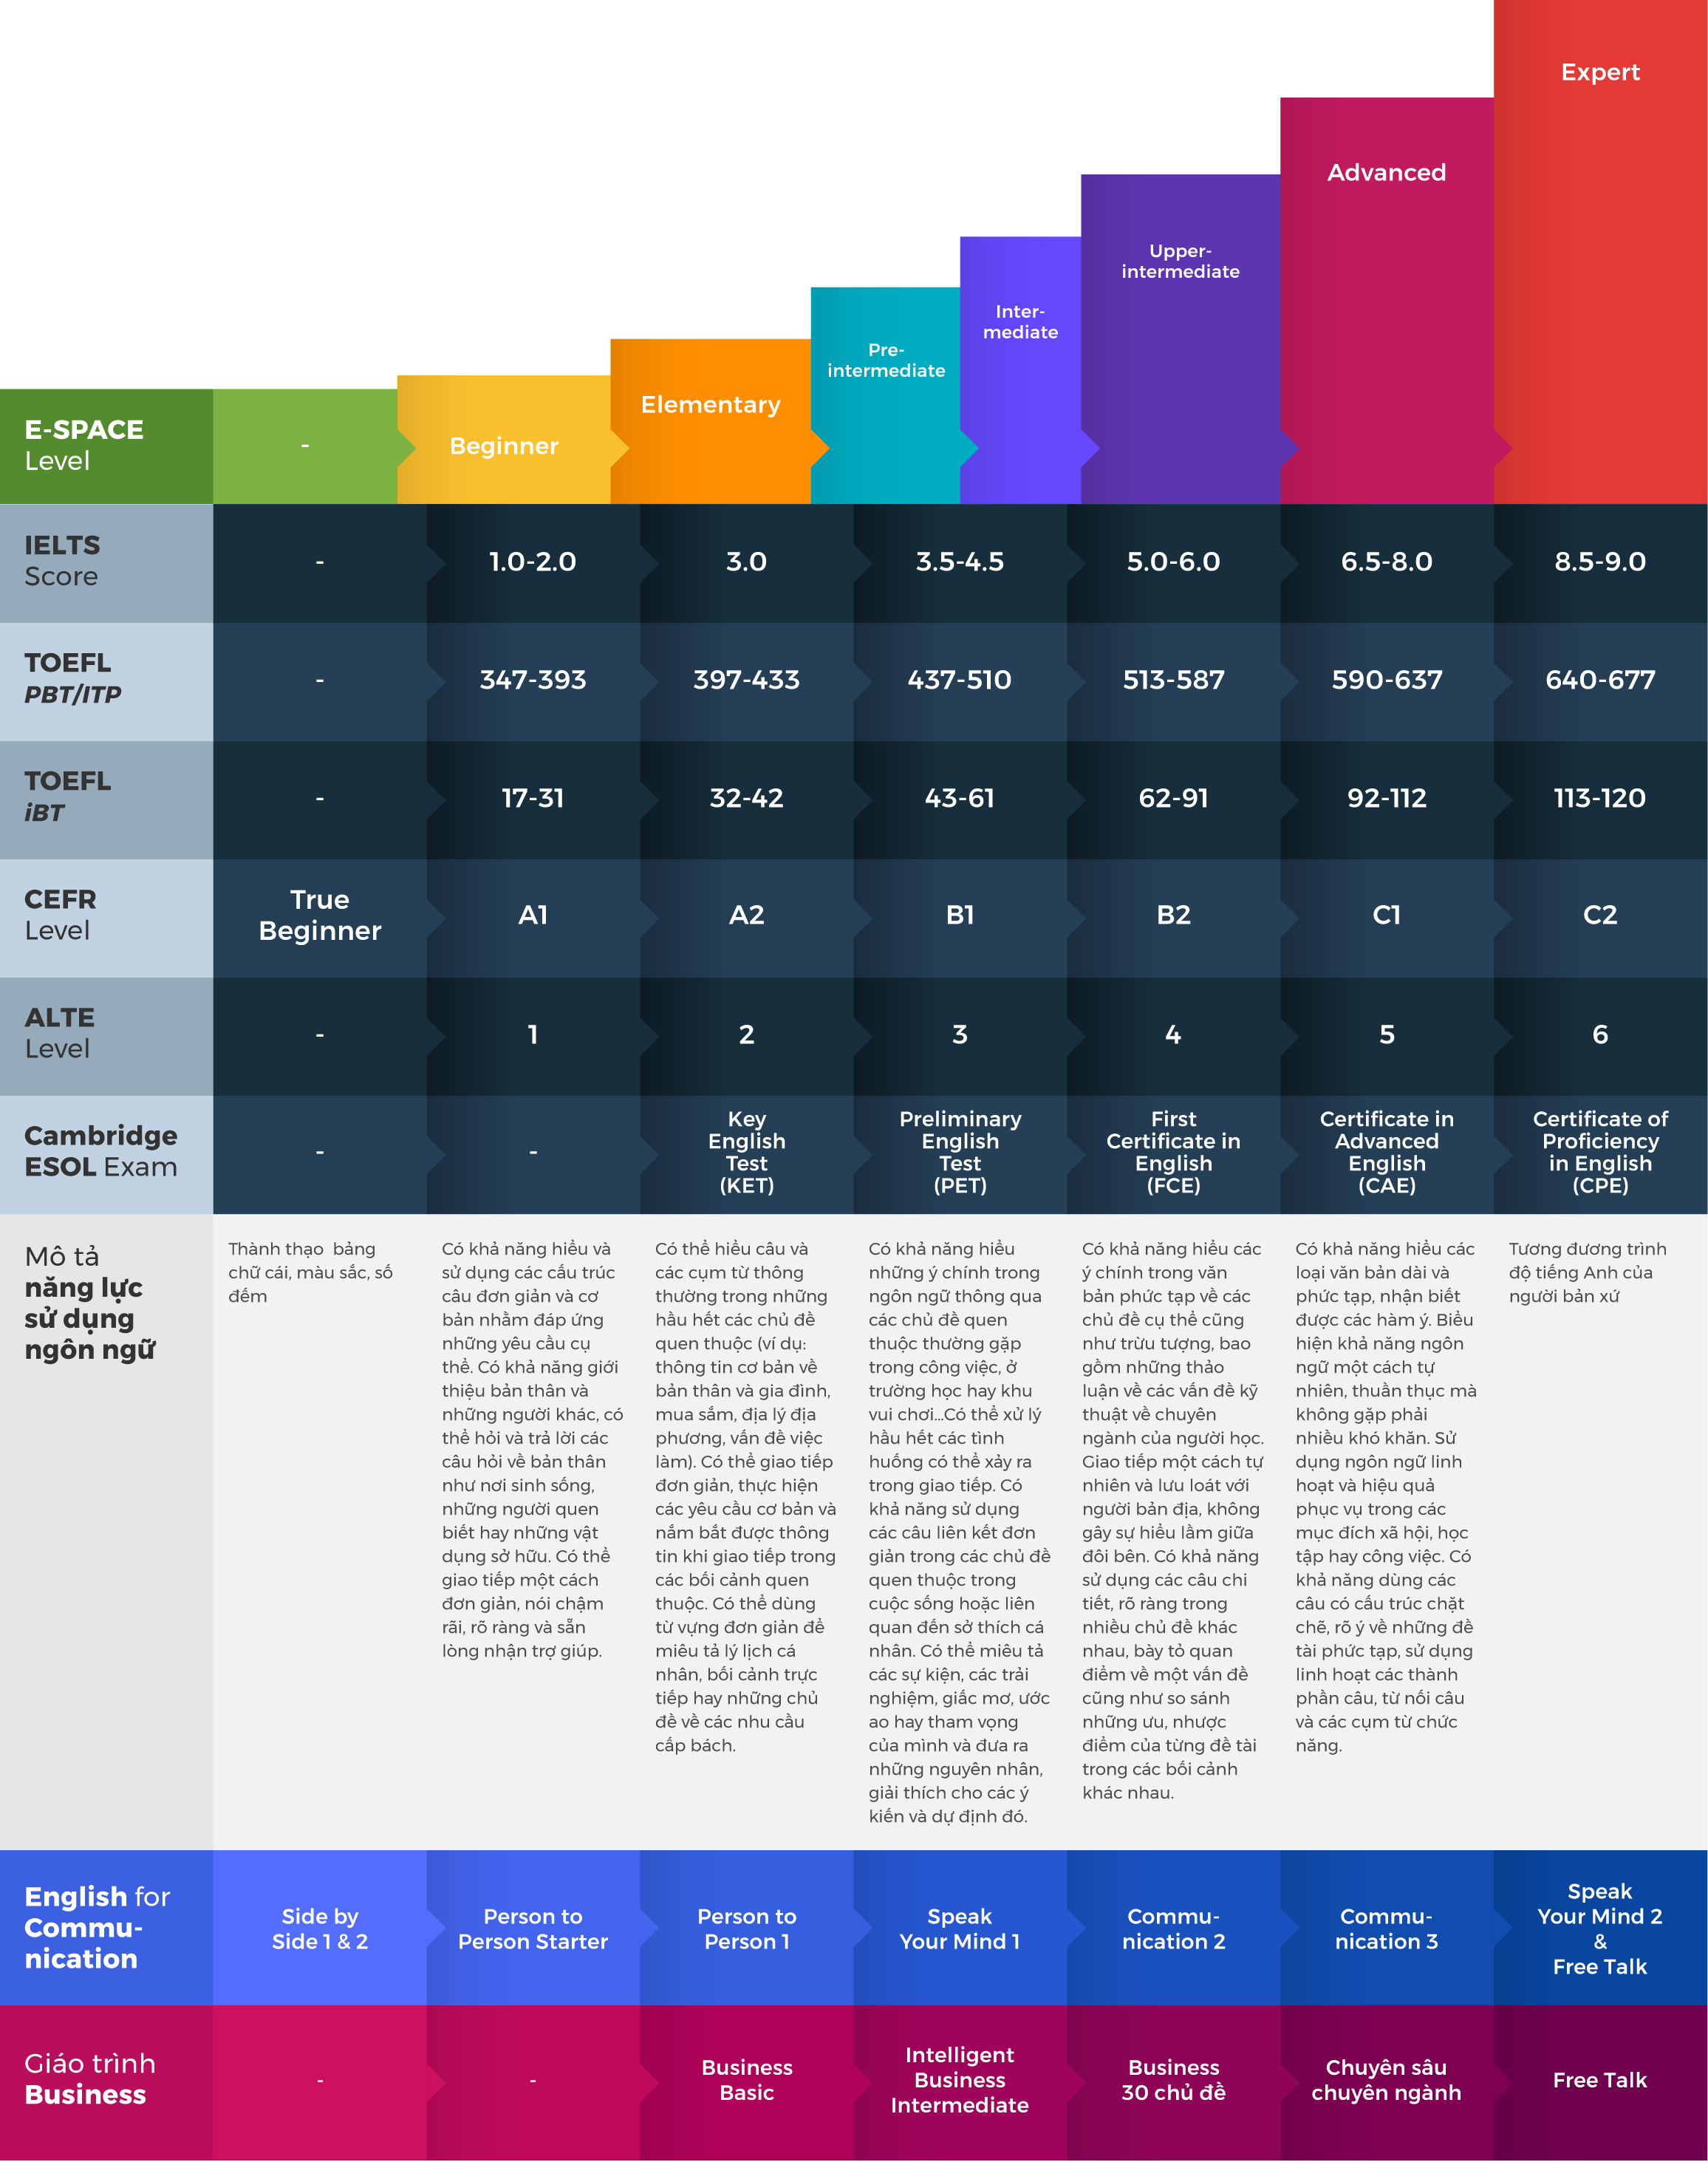 Expert
Advanced
Upper-
intermediate
Inter-
mediate
Pre-
intermediate
Elementary
Beginner
-
E-SPACE
Level
IELTS
Score
-
1.0-2.0
3.0
3.5-4.5
5.0-6.0
6.5-8.0
8.5-9.0
TOEFL
PBT/ITP
-
347-393
397-433
437-510
513-587
590-637
640-677
TOEFL
iBT
-
17-31
32-42
43-61
62-91
92-112
113-120
CEFR
Level
True
Beginner
A1
A2
B1
B2
C1
C2
ALTE
Level
-
1
2
3
4
5
6
Cambridge
ESOL Exam
-
-
Key
English
Test
(KET)
Preliminary
English
Test
(PET)
First
Certificate in
English
(FCE)
Certificate in
Advanced
English
(CAE)
Certificate of
Proficiency
in English
(CPE)
Mô tả
năng lực
sử dụng
ngôn ngữ
Thành thạo bảng
chữ cái, màu sắc, số
đếm
Có khả năng hiểu và
sử dụng các cấu trúc
câu đơn giản và cơ
bản nhằm đáp ứng
những yêu cầu cụ
thể. Có khả năng giới
thiệu bản thân và
những người khác, có
thể hỏi và trả lời các
câu hỏi về bản thân
như nơi sinh sống,
những người quen
biết hay những vật
dụng sở hữu. Có thể
giao tiếp một cách
đơn giản, nói chậm
rãi, rõ ràng và sẵn
lòng nhận trợ giúp.
Có thể hiểu câu và
các cụm từ thông
thường trong những
hầu hết các chủ đề
quen thuộc (ví dụ:
thông tin cơ bản về
bản thân và gia đình,
mua sắm, địa lý địa
phương, vấn đề việc
làm). Có thể giao tiếp
đơn giản, thực hiện
các yêu cầu cơ bản và
nắm bắt được thông
tin khi giao tiếp trong
các bối cảnh quen
thuộc. Có thể dùng
từ vựng đơn giản để
miêu tả lý lịch cá
nhân, bối cảnh trực
tiếp hay những chủ
đề về các nhu cầu
cấp bách.
Có khả năng hiểu
những ý chính trong
ngôn ngữ thông qua
các chủ đề quen
thuộc thường gặp
trong công việc, ở
trường học hay khu
vui chơi...Có thể xử lý
hầu hết các tình
huống có thể xảy ra
trong giao tiếp. Có
khả năng sử dụng
các câu liên kết đơn
giản trong các chủ đề
quen thuộc trong
cuộc sống hoặc liên
quan đến sở thích cá
nhân. Có thể miêu tả
các sự kiện, các trải
nghiệm, giấc mơ, ước
ao hay tham vọng
của mình và đưa ra
những nguyên nhân,
giải thích cho các ý
kiến và dự định đó.
Có khả năng hiểu các
ý chính trong văn
bản phức tạp về các
chủ đề cụ thể cũng
như trừu tượng, bao
gồm những thảo
luận về các vấn đề kỹ
thuật về chuyên
ngành của người học.
Giao tiếp một cách tự
nhiên và lưu loát với
người bản địa, không
gây sự hiểu lầm giữa
đôi bên. Có khả năng
sử dụng các câu chi
tiết, rõ ràng trong
nhiều chủ đề khác
nhau, bày tỏ quan
điểm về một vấn đề
cũng như so sánh
những ưu, nhược
điểm của từng đề tài
trong các bối cảnh
khác nhau.
Có khả năng hiểu các
loại văn bản dài và
phức tạp, nhận biết
được các hàm ý. Biểu
hiện khả năng ngôn
ngữ một cách tự
nhiên, thuần thục mà
không gặp phải
nhiều khó khăn. Sử
dụng ngôn ngữ linh
hoạt và hiệu quả
phục vụ trong các
mục đích xã hội, học
tập hay công việc. Có
khả năng dùng các
câu có cấu trúc chặt
chẽ, rõ ý về những đề
tài phức tạp, sử dụng
linh hoạt các thành
phần câu, từ nối câu
và các cụm từ chức
năng.
Tương đương trình
độ tiếng Anh của
người bản xứ
English for
Commu-
nication
Side by
Side 1 & 2
Person to
Person Starter
Person to
Person 1
Speak
Your Mind 1
Commu-
nication 2
Commu-
nication 3
Speak
Your Mind 2
&
Free Talk
Giáo trình
Business
-
-
Business
Basic
Intelligent
Business
Intermediate
Business
30 chủ đề
Chuyên sâu
chuyên ngành
Free Talk